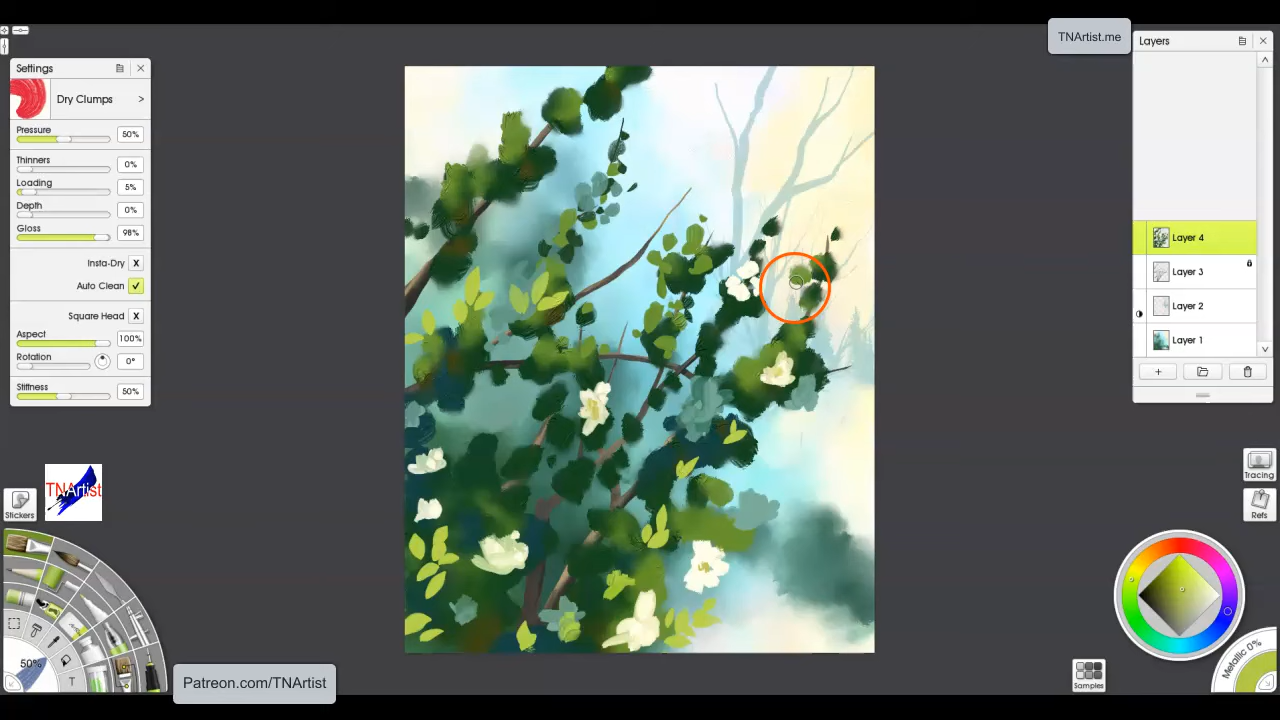 TNArtist.me
Settings
Dry Clumps >
Pressure
50%
Thinners
0%
Loading
5%
Depth
0%
Gloss
98%
Insta-Dry X
Auto Clean
Square Head X
Aspect
100%
Rotation
0°
Stiffness
50%
Layers
Layer 4
Layer 3
Layer 2
Layer 1
Tracing
Refs
Stickers
TNArtist
50%
T
Patreon.com/TNArtist
Samples
Metallic 0%